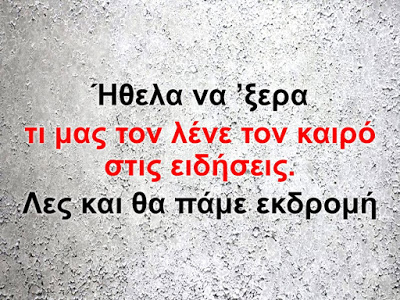 Ήθελα να ’ξερα
τι μας τον λένε τον καιρό
στις ειδήσεις.
Λες και θα πάμε εκδρομή